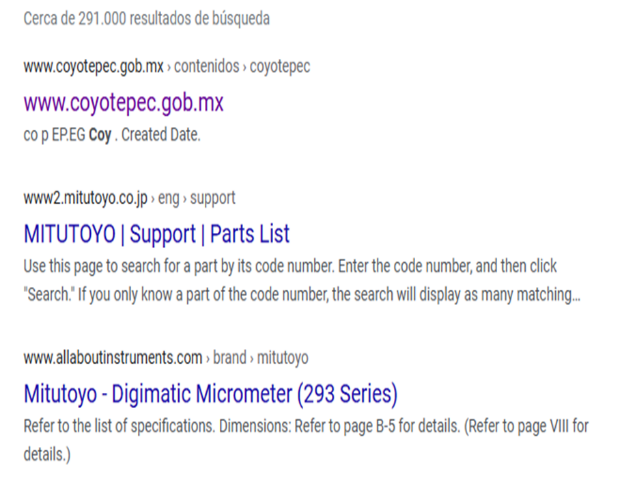 Cerca de 291.000 resultados de búsqueda
www.coyotepec.gob.mx › contenidos › coyotepec
www.coyotepec.gob.mx
co p EP.EG Coy . Created Date.
www2.mitutoyo.co.jp › eng › support
MITUTOYO | Support | Parts List
Use this page to search for a part by its code number. Enter the code number, and then click
"Search." If you only know a part of the code number, the search will display as many matching...
www.allaboutinstruments.com › brand › mitutoyo
Mitutoyo - Digimatic Micrometer (293 Series)
Refer to the list of specifications. Dimensions: Refer to page B-5 for details. (Refer to page VIII for
details.)